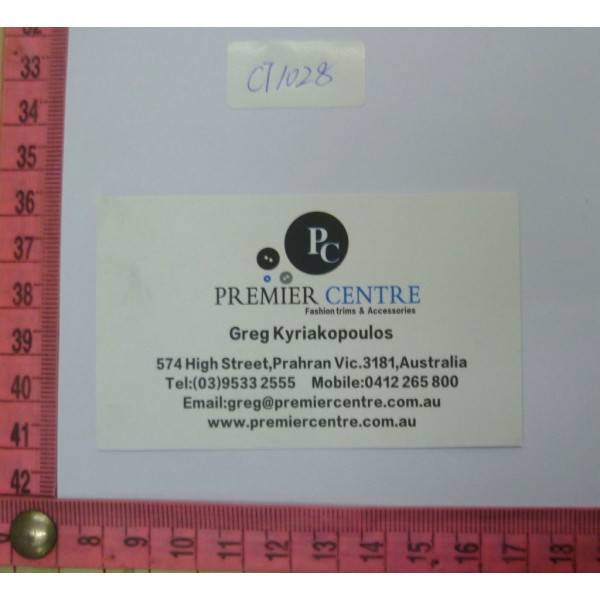 C71028
PC
PREMIER CENTRE
Fashion trims & Accessories
Greg Kyriakopoulos
574 High Street,Prahran Vic.3181,Australia
Tel:(03)9533 2555 Mobile:0412 265 800
Email:greg@premiercentre.com.au
www.premiercentre.com.au
33
34
35
36
37
38
39
40
41
42
8
9
10
11
12
13
14
15
16
17
18